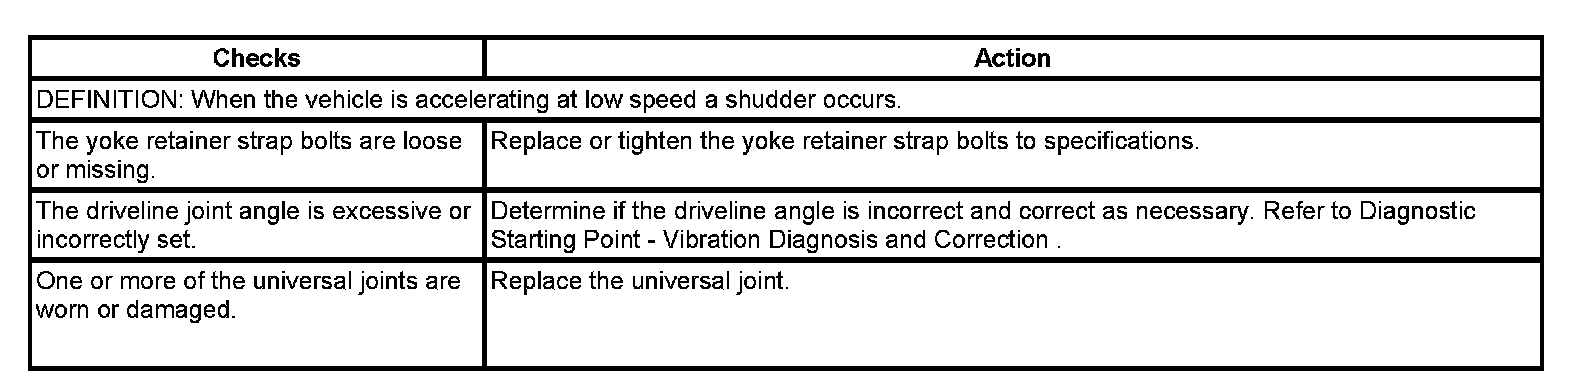 Checks Action
DEFINITION: When the vehicle is accelerating at low speed a shudder occurs.
The yoke retainer strap bolts are loose
or missing.
Replace or tighten the yoke retainer strap bolts to specifications.
The driveline joint angle is excessive or
incorrectly set.
Determine if the driveline angle is incorrect and correct as necessary. Refer to Diagnostic
Starting Point - Vibration Diagnosis and Correction .
One or more of the universal joints are
worn or damaged.
Replace the universal joint.